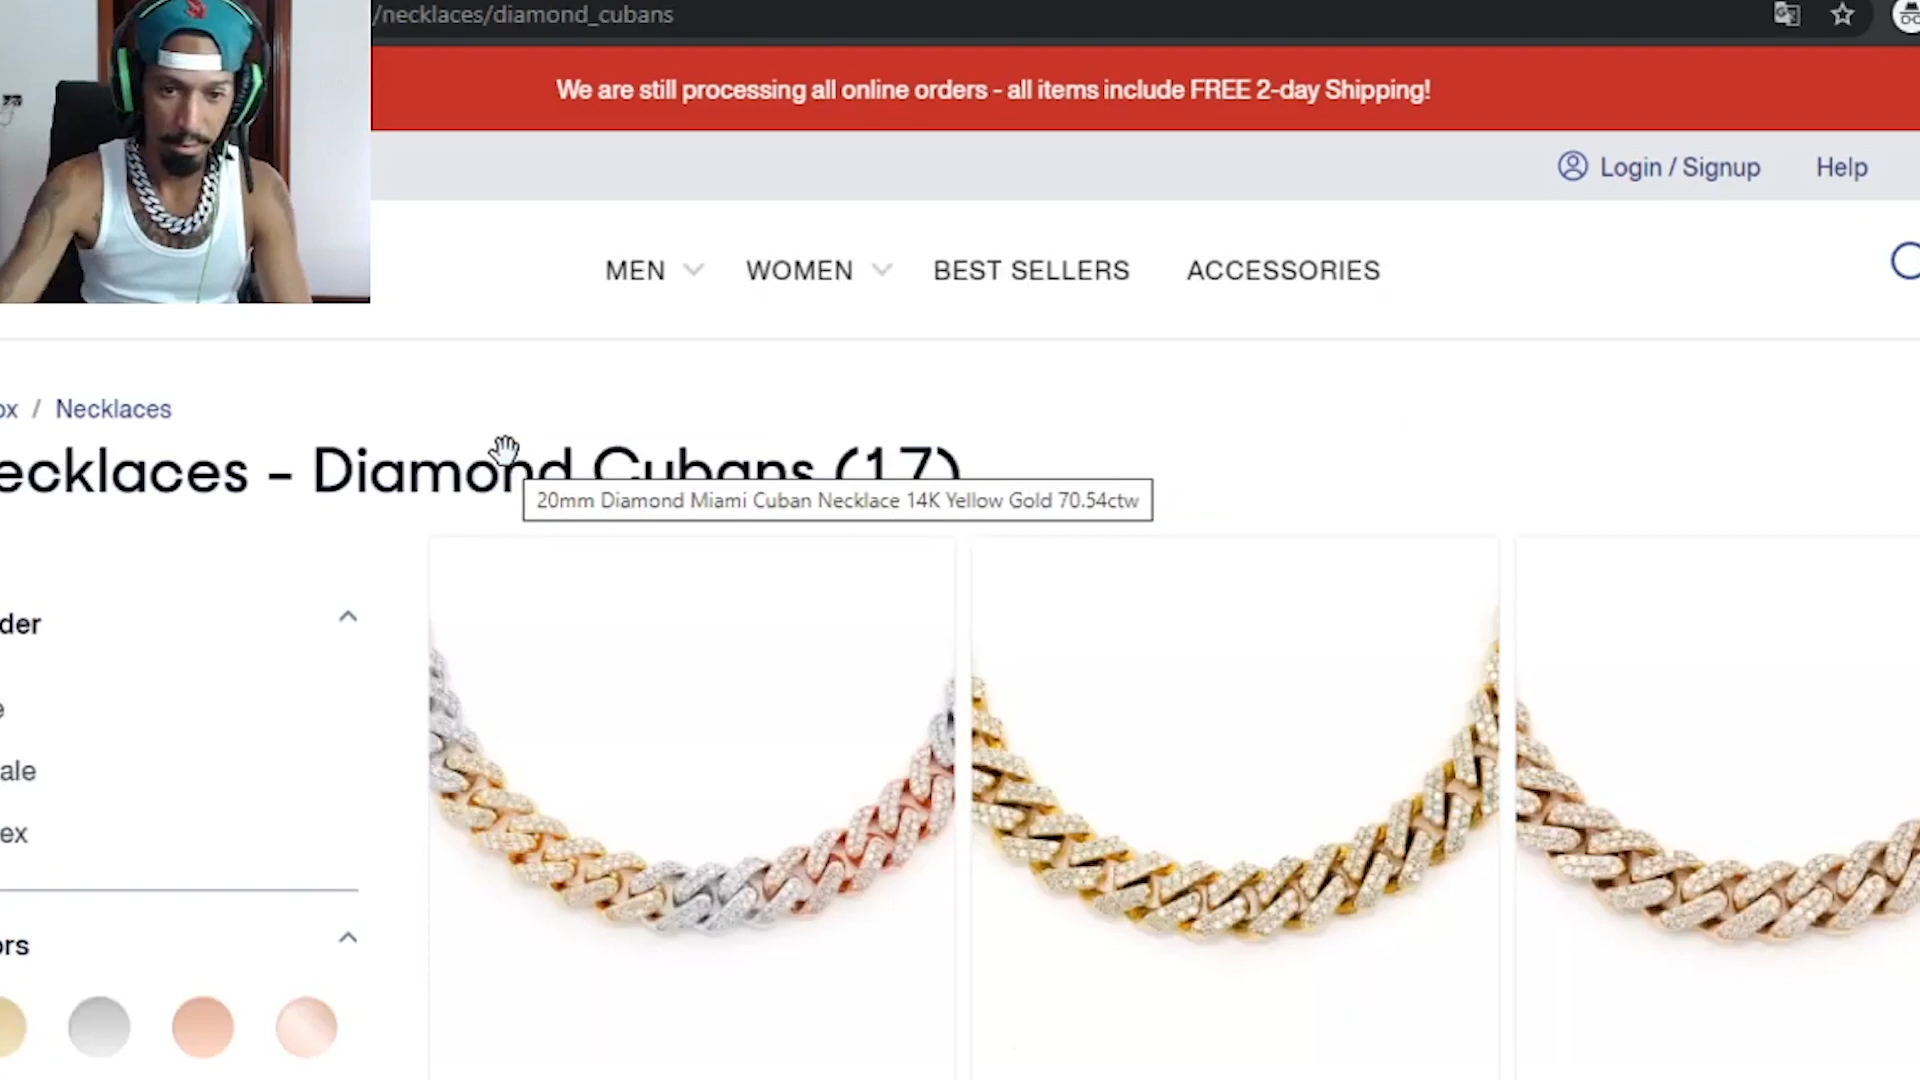 /necklaces/diamond_cubans
We are still processing all online orders - all items include FREE 2-day Shipping!
Login / Signup Help
MEN WOMEN BEST SELLERS ACCESSORIES
ox / Necklaces
ecklaces - Diamond Cubans (17)
20mm Diamond Miami Cuban Necklace 14K Yellow Gold 70.54ctw
der
e
ale
ex
ors